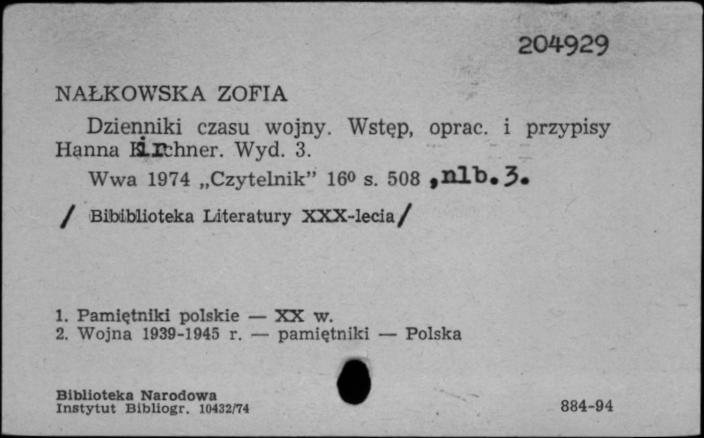 204929
NAŁKOWSKA ZOFIA
Dzienniki czasu wojny. Wstęp, oprac. i przypisy
Hanna Kirchner. Wyd. 3.
Wwa 1974 „Czytelnik” 16⁰ s. 508 ,nlb.3.
/ Bibiblioteka Literatury XXX-lecia/
1. Pamiętniki polskie — XX w.
2. Wojna 1939-1945 r. — pamiętniki — Polska
Biblioteka Narodowa
Instytut Bibliogr. 10432/74
884-94